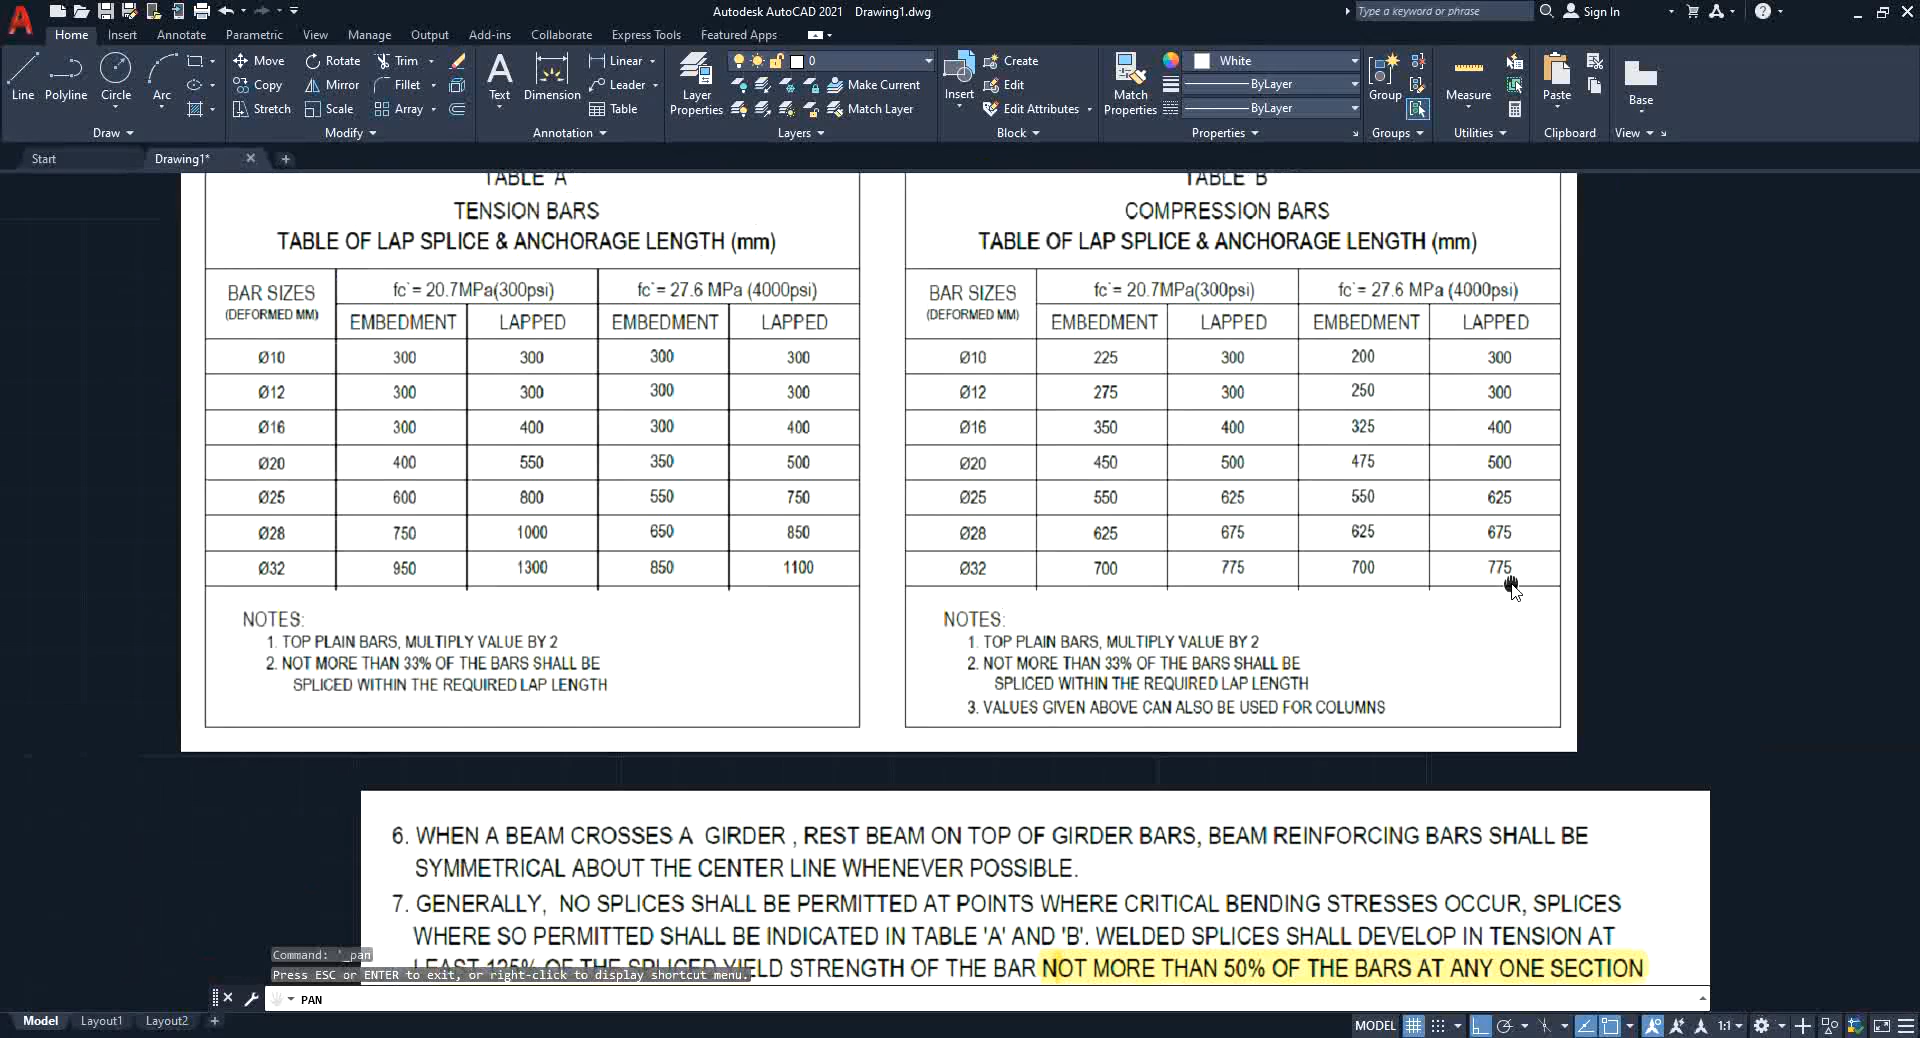 Autodesk AutoCAD 2021 Drawing1.dwg
Type a keyword or phrase
Sign In
Home Insert Annotate Parametric View Manage Output Add-ins Collaborate Express Tools Featured Apps
Line Polyline Circle Arc
Move Rotate Trim
Copy Mirror Fillet
Stretch Scale Array
Text Dimension
Linear
Leader
Table
Layer Properties
0
Make Current
Match Layer
Insert
Create
Edit
Edit Attributes
Match Properties
White
ByLayer
ByLayer
Group
Measure
Paste
Base
Draw Modify Annotation Layers Block Properties Groups Utilities Clipboard View
Start Drawing1*
TABLE 'A'
TENSION BARS
TABLE OF LAP SPLICE & ANCHORAGE LENGTH (mm)
BAR SIZES
(DEFORMED MM)
fc`= 20.7MPa(300psi) fc`= 27.6 MPa (4000psi)
EMBEDMENT LAPPED EMBEDMENT LAPPED
Ø10 300 300 300 300
Ø12 300 300 300 300
Ø16 300 400 300 400
Ø20 400 550 350 500
Ø25 600 800 550 750
Ø28 750 1000 650 850
Ø32 950 1300 850 1100
NOTES:
1. TOP PLAIN BARS, MULTIPLY VALUE BY 2
2. NOT MORE THAN 33% OF THE BARS SHALL BE
SPLICED WITHIN THE REQUIRED LAP LENGTH
TABLE 'B'
COMPRESSION BARS
TABLE OF LAP SPLICE & ANCHORAGE LENGTH (mm)
BAR SIZES
(DEFORMED MM)
fc`= 20.7MPa(300psi) fc`= 27.6 MPa (4000psi)
EMBEDMENT LAPPED EMBEDMENT LAPPED
Ø10 225 300 200 300
Ø12 275 300 250 300
Ø16 350 400 325 400
Ø20 450 500 475 500
Ø25 550 625 550 625
Ø28 625 675 625 675
Ø32 700 775 700 775
NOTES:
1. TOP PLAIN BARS, MULTIPLY VALUE BY 2
2. NOT MORE THAN 33% OF THE BARS SHALL BE
SPLICED WITHIN THE REQUIRED LAP LENGTH
3. VALUES GIVEN ABOVE CAN ALSO BE USED FOR COLUMNS
6. WHEN A BEAM CROSSES A GIRDER , REST BEAM ON TOP OF GIRDER BARS, BEAM REINFORCING BARS SHALL BE
SYMMETRICAL ABOUT THE CENTER LINE WHENEVER POSSIBLE.
7. GENERALLY, NO SPLICES SHALL BE PERMITTED AT POINTS WHERE CRITICAL BENDING STRESSES OCCUR, SPLICES
WHERE SO PERMITTED SHALL BE INDICATED IN TABLE 'A' AND 'B'. WELDED SPLICES SHALL DEVELOP IN TENSION AT
LEAST 125% OF THE SPLICED YIELD STRENGTH OF THE BAR NOT MORE THAN 50% OF THE BARS AT ANY ONE SECTION
Command: '_pan
Press ESC or ENTER to exit, or right-click to display shortcut menu.
PAN
Model Layout1 Layout2
MODEL 1:1